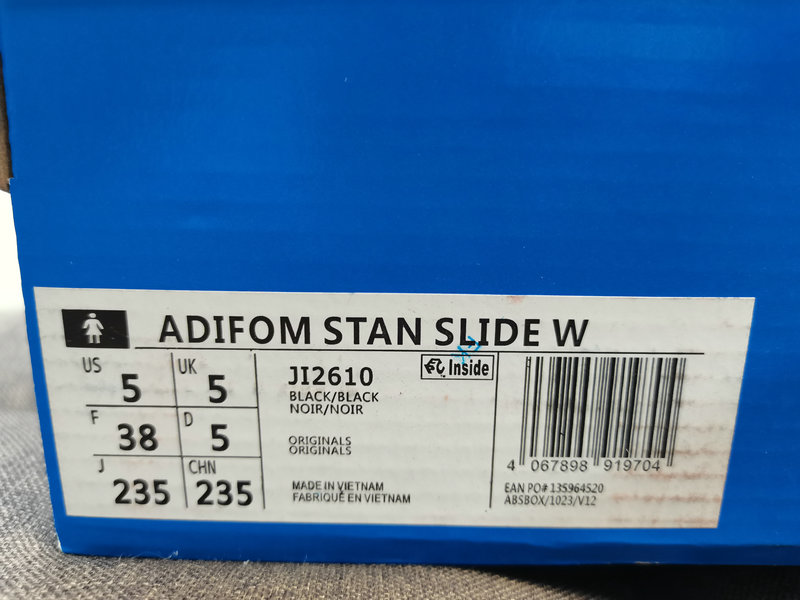 ADIFOM STAN SLIDE W
US 5 UK 5
F 38 D 5
J 235 CHN 235
JI2610
BLACK/BLACK
NOIR/NOIR
ORIGINALS
ORIGINALS
MADE IN VIETNAM
FABRIQUÉ EN VIETNAM
Inside
4 067898 919704
EAN PO# 135964520
ABSBOX/1023/V12